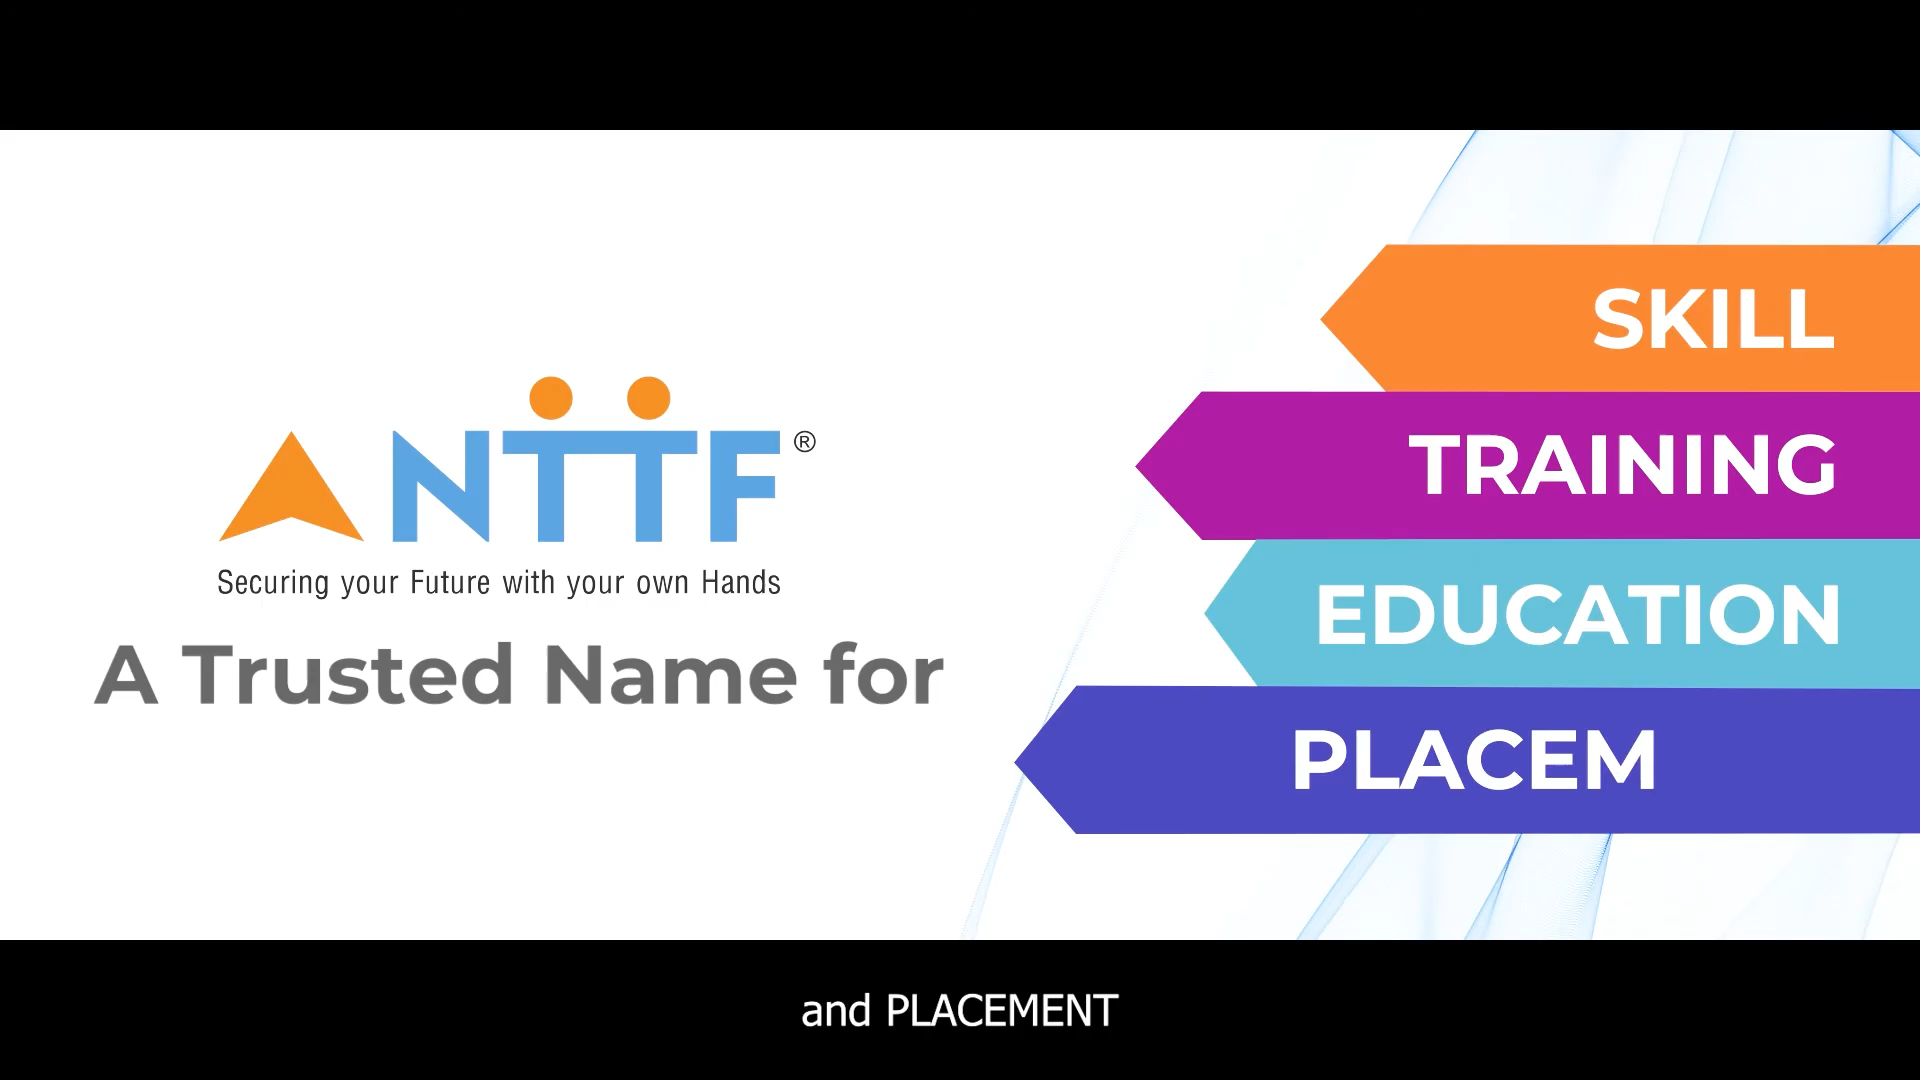 NTTF®
Securing your Future with your own Hands
A Trusted Name for
SKILL
TRAINING
EDUCATION
PLACEM
and PLACEMENT